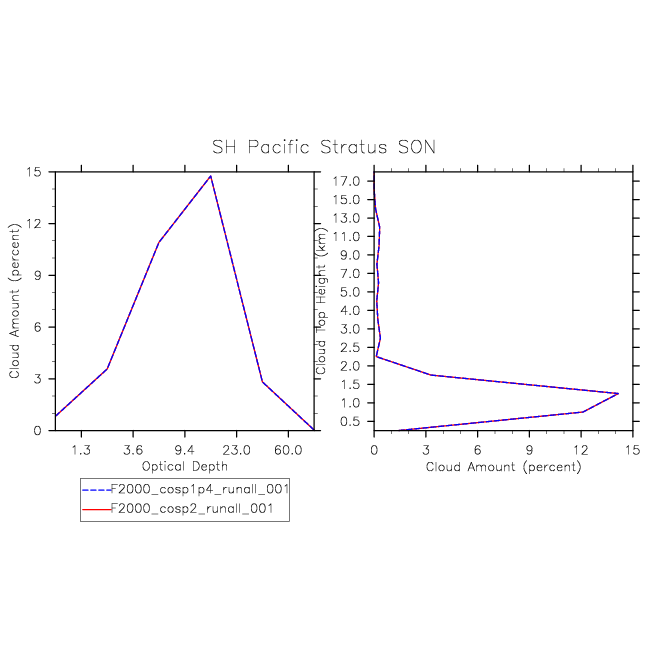 SH Pacific Stratus SON
Cloud Amount (percent)
15
12
9
6
3
0
1.3 3.6 9.4 23.0 60.0
Optical Depth
Cloud Top Height (km)
17.0
15.0
13.0
11.0
9.0
7.0
5.0
4.0
3.0
2.5
2.0
1.5
1.0
0.5
0 3 6 9 12 15
Cloud Amount (percent)
F2000_cosp1p4_runall_001
F2000_cosp2_runall_001